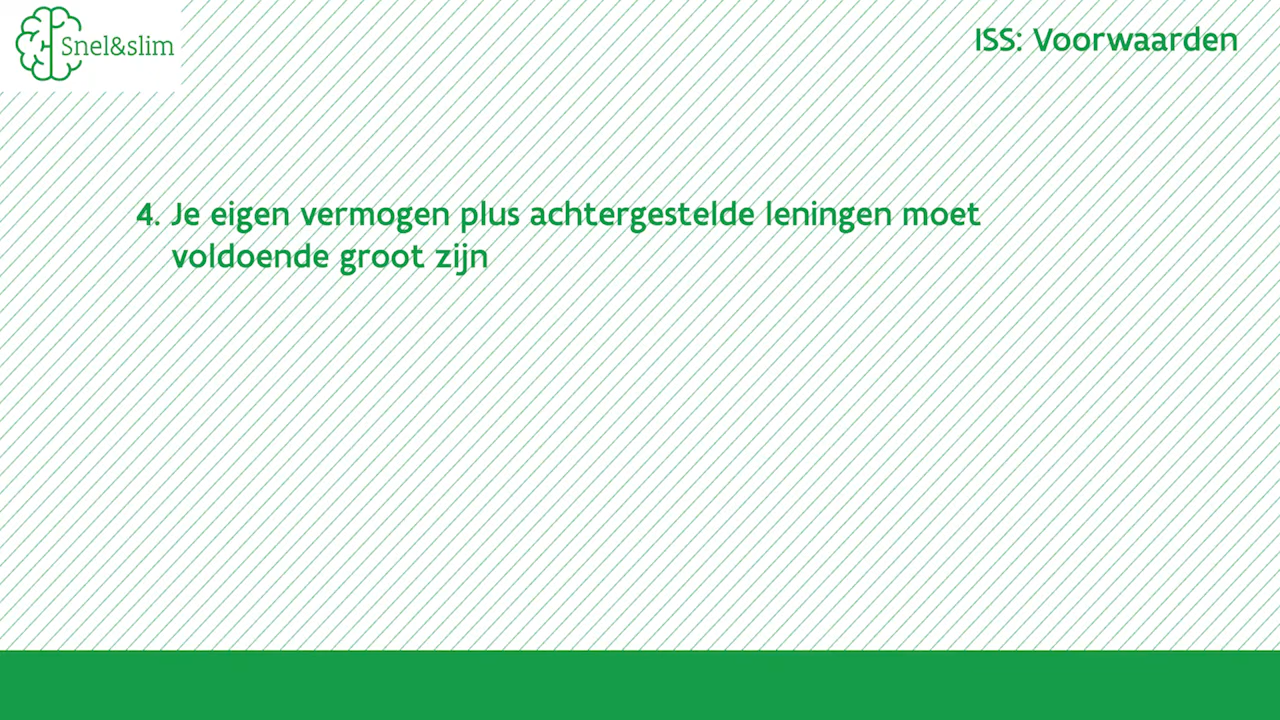 Snel&slim
ISS: Voorwaarden
4. Je eigen vermogen plus achtergestelde leningen moet
voldoende groot zijn